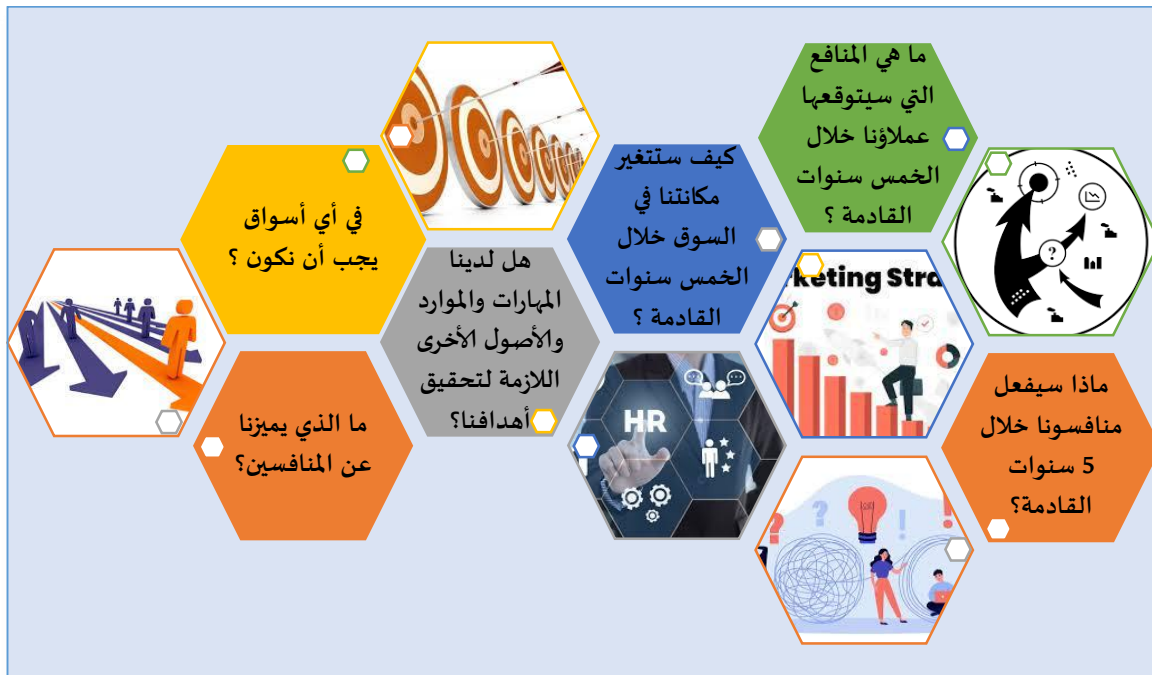 ما هي المنافع
التي سيتوقعها
عملاؤنا خلال
الخمس سنوات
القادمة ؟
كيف ستتغير
مكانتنا في
السوق خلال
الخمس سنوات
القادمة ؟
في أي أسواق
يجب أن نكون ؟
هل لدينا
المهارات والموارد
والأصول الأخرى
اللازمة لتحقيق
أهدافنا؟
ما الذي يميزنا
عن المنافسين؟
ماذا سيفعل
منافسونا خلال
5 سنوات
القادمة؟
rketing Stra
HR
? ? ! !
?